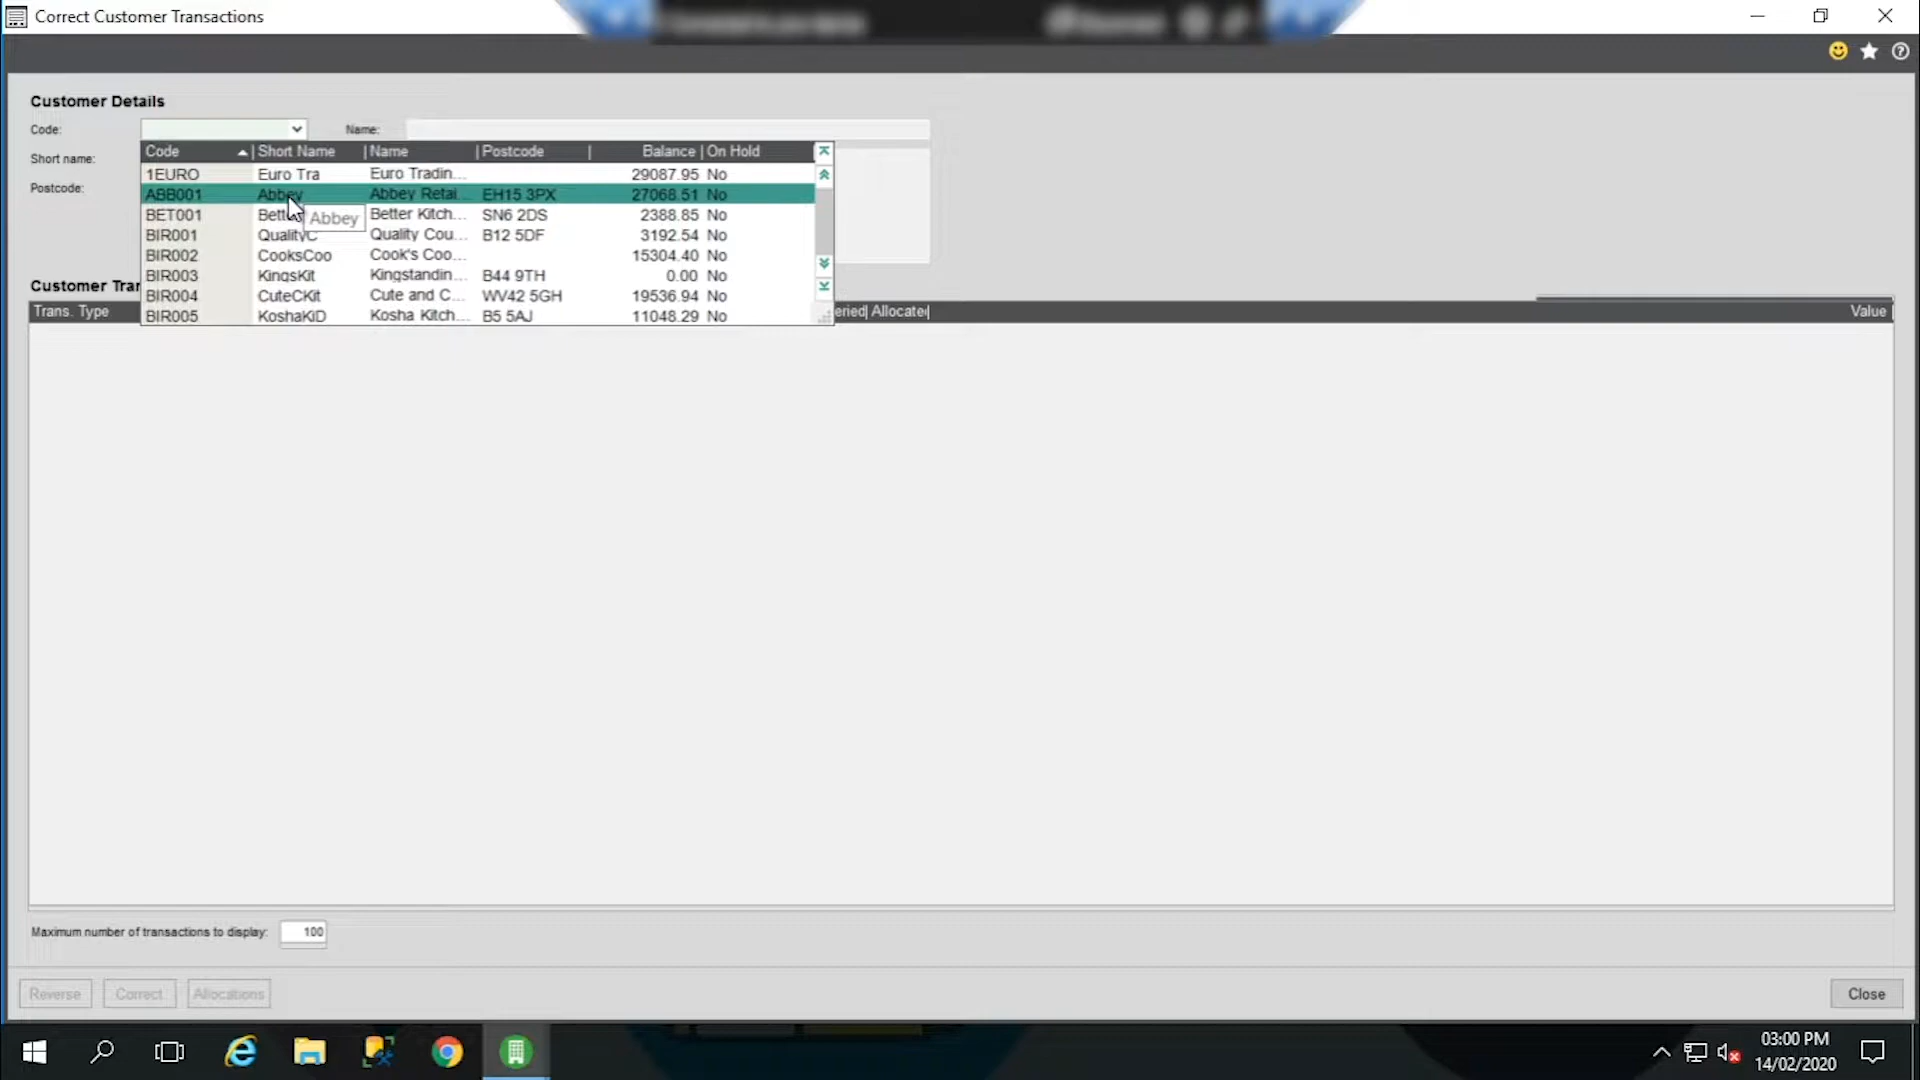 Correct Customer Transactions
Customer Details
Code: Name:
Short name:
Postcode:
Code Short Name Name Postcode Balance On Hold
1EURO Euro Tra Euro Tradin... 29087.95 No
ABB001 Abbey Abbey Retai... EH15 3PX 27068.51 No
Abbey
BET001 Better Kitch... SN6 2DS 2388.85 No
BIR001 QualityC Quality Cou... B12 5DF 3192.54 No
BIR002 CooksCoo Cook's Coo... 15304.40 No
BIR003 KingsKit Kingstandin... B44 9TH 0.00 No
BIR004 CuteCKit Cute and C... WV42 5GH 19536.94 No
BIR005 KoshaKiD Kosha Kitch... B5 5AJ 11048.29 No
Customer Tran
Trans. Type eried Allocated Value
Maximum number of transactions to display: 100
Reverse Correct Allocations Close
03:00 PM
14/02/2020